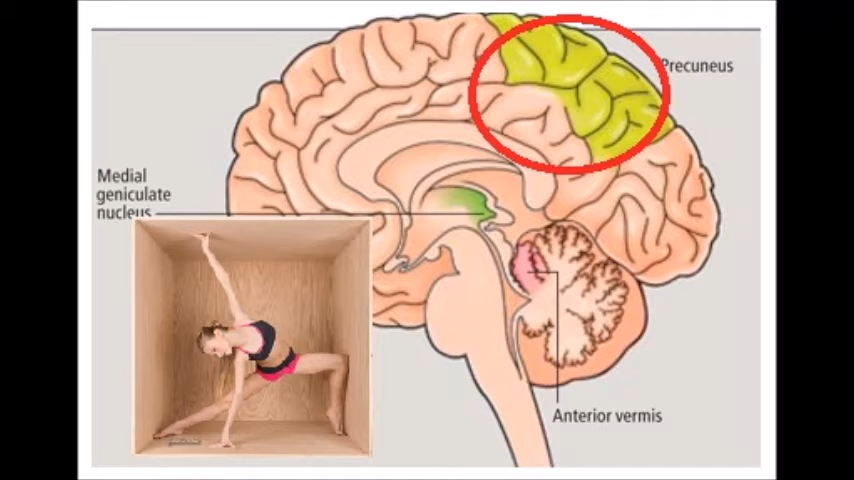 Precuneus
Medial
geniculate
nucleus
Anterior vermis